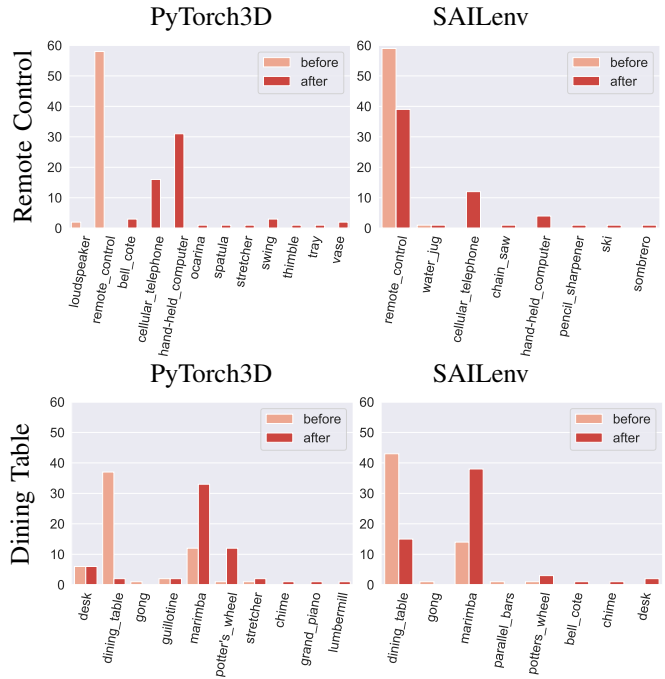 PyTorch3D
SAILenv
Remote Control
60
50
40
30
20
10
0
before
after
loudspeaker
remote_control
bell_cote
cellular_telephone
hand-held_computer
ocarina
spatula
stretcher
swing
thimble
tray
vase
60
50
40
30
20
10
0
before
after
remote_control
water_jug
cellular_telephone
chain_saw
hand-held_computer
pencil_sharpener
ski
sombrero
PyTorch3D
SAILenv
Dining Table
60
50
40
30
20
10
0
before
after
desk
dining_table
gong
guillotine
marimba
potter's_wheel
stretcher
chime
grand_piano
lumbermill
60
50
40
30
20
10
0
before
after
dining_table
gong
marimba
parallel_bars
potters_wheel
bell_cote
chime
desk